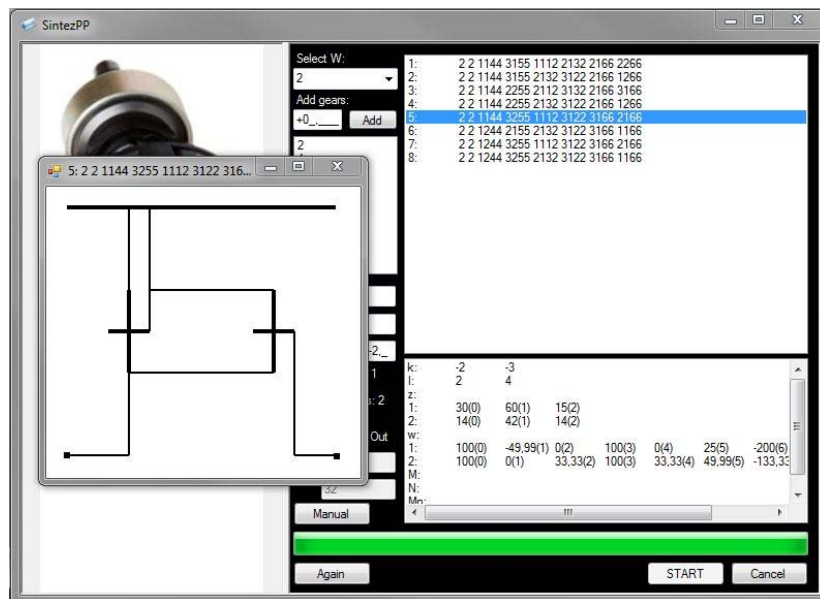 SintezPP
Select W:
2
Add gears:
+0_,___ Add
2
1: 2 2 1144 3155 1112 2132 2166 2266
2: 2 2 1144 3155 2132 3122 2166 1266
3: 2 2 1144 2255 2112 3132 2166 3166
4: 2 2 1144 2255 2132 3122 2166 1266
5: 2 2 1144 3255 1112 3122 3166 2166
6: 2 2 1244 2155 2132 3122 3166 1166
7: 2 2 1244 3255 1112 3122 3166 2166
8: 2 2 1244 3255 2132 3122 3166 1166
5: 2 2 1144 3255 1112 3122 316...
-2,_
1
s: 2
Out
32
Manual
k: -2 -3
l: 2 4
z:
1: 30(0) 60(1) 15(2)
2: 14(0) 42(1) 14(2)
w:
1: 100(0) -49,99(1) 0(2) 100(3) 0(4) 25(5) -200(6)
2: 100(0) 0(1) 33,33(2) 100(3) 33,33(4) 49,99(5) -133,33
M:
N:
Mn:
Again START Cancel